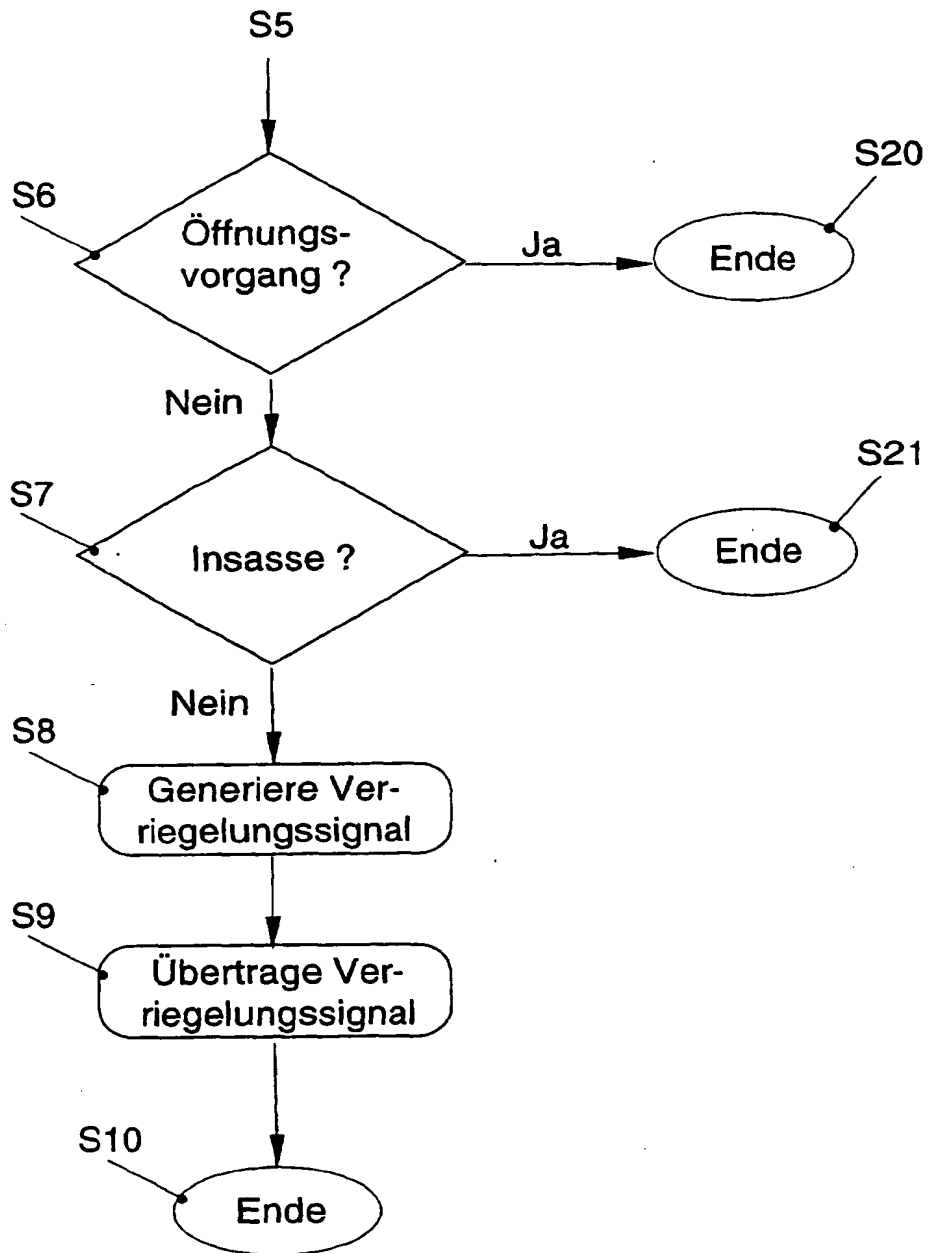 S5
S6
S20
Öffnungs-
vorgang ?
Ja
Ende
Nein
S7
S21
Insasse ?
Ja
Ende
Nein
S8
Generiere Ver-
riegelungssignal
S9
Übertrage Ver-
riegelungssignal
S10
Ende